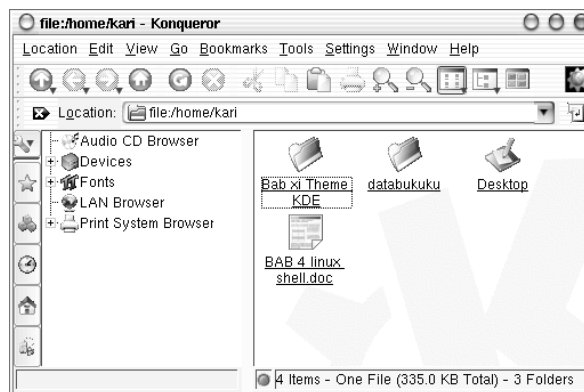 file:/home/kari - Konqueror
Location Edit View Go Bookmarks Tools Settings Window Help
Location: file:/home/kari
Audio CD Browser
Devices
Fonts
LAN Browser
Print System Browser
Bab xi Theme
KDE
databukuku
Desktop
BAB 4 linux
shell.doc
4 Items - One File (335.0 KB Total) - 3 Folders